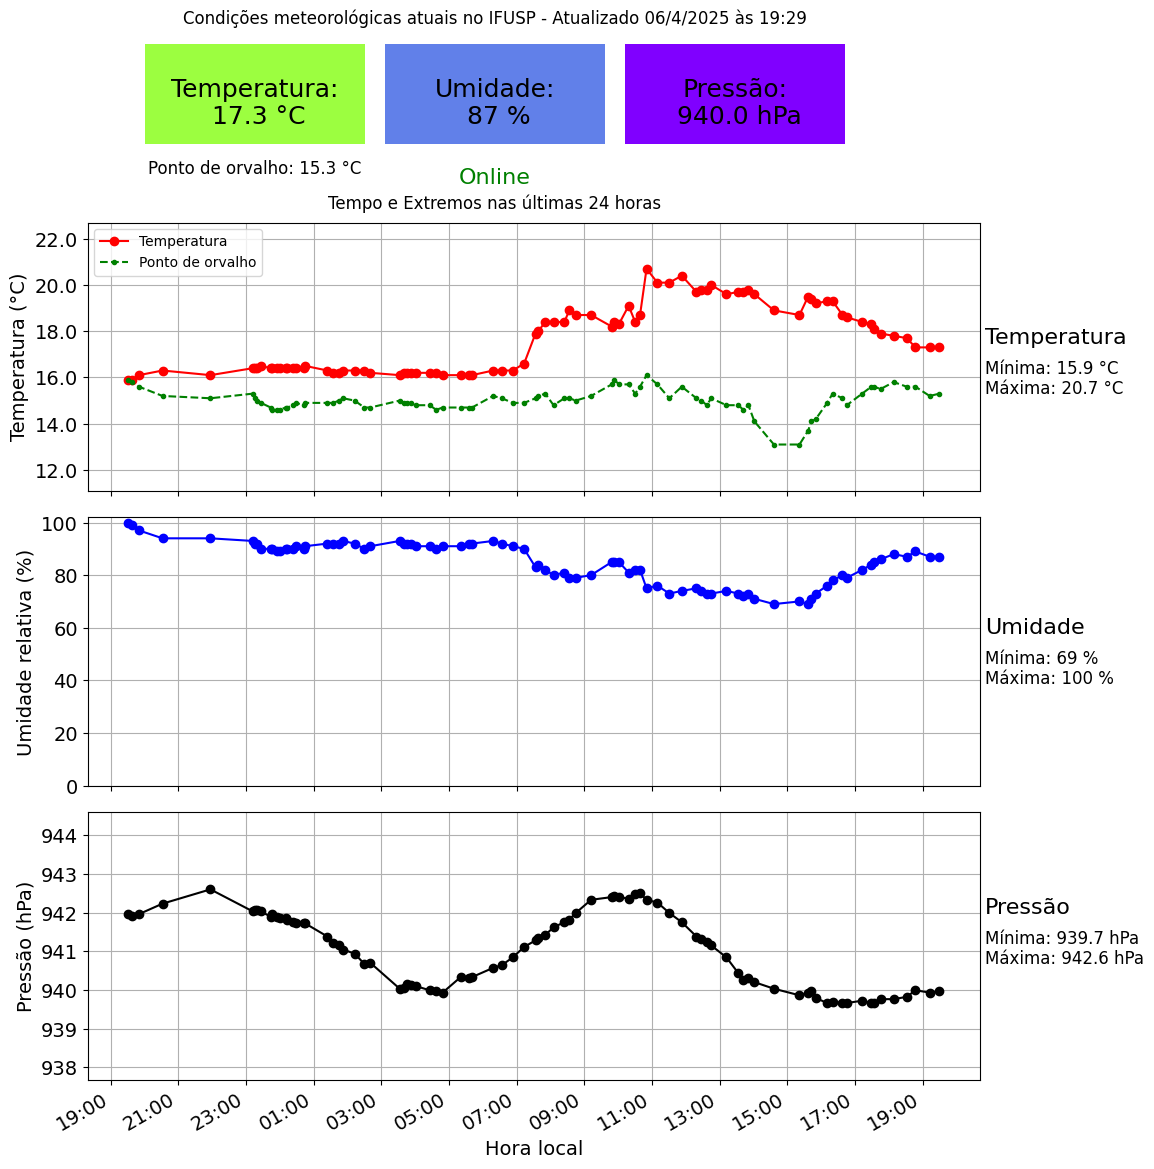 Condições meteorológicas atuais no IFUSP - Atualizado 06/4/2025 às 19:29
Temperatura:
17.3 °C
Umidade:
87 %
Pressão:
940.0 hPa
Ponto de orvalho: 15.3 °C
Online
Tempo e Extremos nas últimas 24 horas
Temperatura (°C)
22.0
20.0
18.0
16.0
14.0
12.0
Temperatura
Ponto de orvalho
Temperatura
Mínima: 15.9 °C
Máxima: 20.7 °C
Umidade relativa (%)
100
80
60
40
20
0
Umidade
Mínima: 69 %
Máxima: 100 %
Pressão (hPa)
944
943
942
941
940
939
938
Pressão
Mínima: 939.7 hPa
Máxima: 942.6 hPa
19:00 21:00 23:00 01:00 03:00 05:00 07:00 09:00 11:00 13:00 15:00 17:00 19:00
Hora local